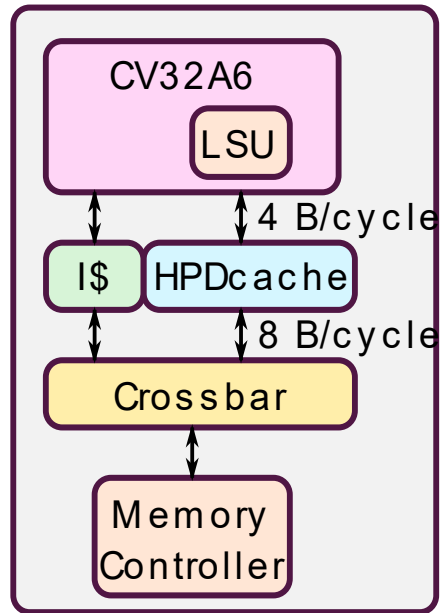 CV32A6
LSU
4 B/cycle
I$
HPDcache
8 B/cycle
Crossbar
Memory
Controller